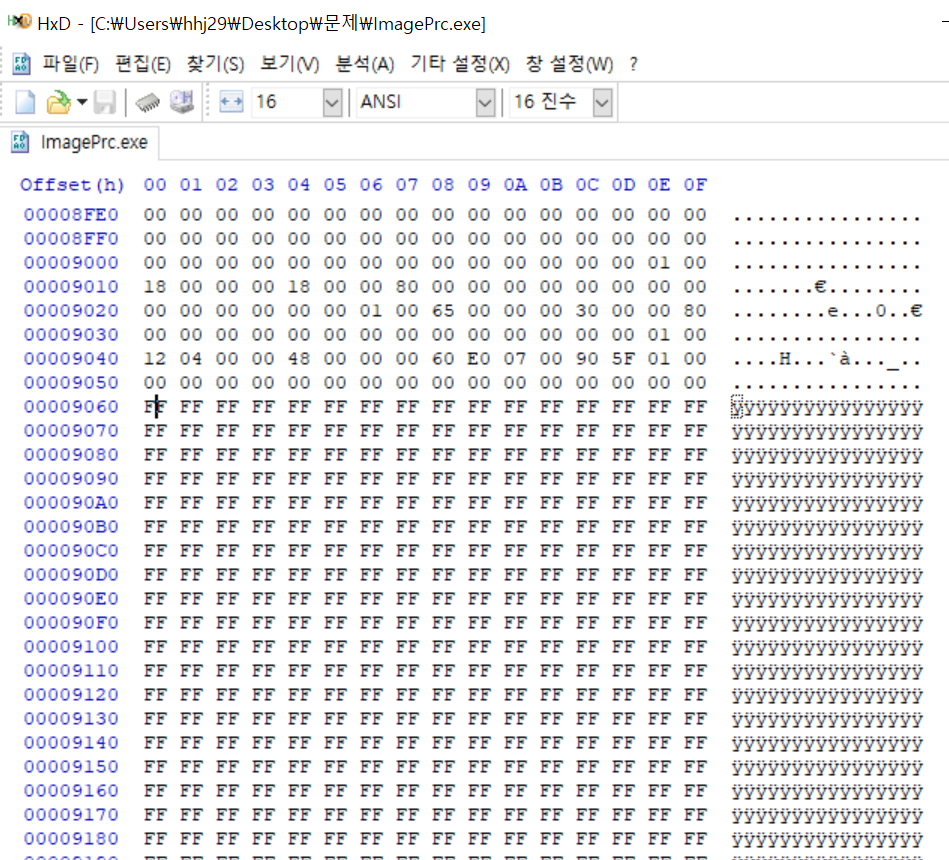 HxD - [C:₩Users₩hhj29₩Desktop₩문제₩ImagePrc.exe]
파일(F) 편집(E) 찾기(S) 보기(V) 분석(A) 기타 설정(X) 창 설정(W) ?
16 ANSI 16 진수
ImagePrc.exe
Offset(h) 00 01 02 03 04 05 06 07 08 09 0A 0B 0C 0D 0E 0F
00008FE0 00 00 00 00 00 00 00 00 00 00 00 00 00 00 00 00 ................
00008FF0 00 00 00 00 00 00 00 00 00 00 00 00 00 00 00 00 ................
00009000 00 00 00 00 00 00 00 00 00 00 00 00 00 00 01 00 ................
00009010 18 00 00 00 18 00 00 80 00 00 00 00 00 00 00 00 .......€........
00009020 00 00 00 00 00 00 01 00 65 00 00 00 30 00 00 80 ........e...0..€
00009030 00 00 00 00 00 00 00 00 00 00 00 00 00 00 01 00 ................
00009040 12 04 00 00 48 00 00 00 60 E0 07 00 90 5F 01 00 ....H...`à..._..
00009050 00 00 00 00 00 00 00 00 00 00 00 00 00 00 00 00 ................
00009060 FF FF FF FF FF FF FF FF FF FF FF FF FF FF FF FF ÿÿÿÿÿÿÿÿÿÿÿÿÿÿÿÿ
00009070 FF FF FF FF FF FF FF FF FF FF FF FF FF FF FF FF ÿÿÿÿÿÿÿÿÿÿÿÿÿÿÿÿ
00009080 FF FF FF FF FF FF FF FF FF FF FF FF FF FF FF FF ÿÿÿÿÿÿÿÿÿÿÿÿÿÿÿÿ
00009090 FF FF FF FF FF FF FF FF FF FF FF FF FF FF FF FF ÿÿÿÿÿÿÿÿÿÿÿÿÿÿÿÿ
000090A0 FF FF FF FF FF FF FF FF FF FF FF FF FF FF FF FF ÿÿÿÿÿÿÿÿÿÿÿÿÿÿÿÿ
000090B0 FF FF FF FF FF FF FF FF FF FF FF FF FF FF FF FF ÿÿÿÿÿÿÿÿÿÿÿÿÿÿÿÿ
000090C0 FF FF FF FF FF FF FF FF FF FF FF FF FF FF FF FF ÿÿÿÿÿÿÿÿÿÿÿÿÿÿÿÿ
000090D0 FF FF FF FF FF FF FF FF FF FF FF FF FF FF FF FF ÿÿÿÿÿÿÿÿÿÿÿÿÿÿÿÿ
000090E0 FF FF FF FF FF FF FF FF FF FF FF FF FF FF FF FF ÿÿÿÿÿÿÿÿÿÿÿÿÿÿÿÿ
000090F0 FF FF FF FF FF FF FF FF FF FF FF FF FF FF FF FF ÿÿÿÿÿÿÿÿÿÿÿÿÿÿÿÿ
00009100 FF FF FF FF FF FF FF FF FF FF FF FF FF FF FF FF ÿÿÿÿÿÿÿÿÿÿÿÿÿÿÿÿ
00009110 FF FF FF FF FF FF FF FF FF FF FF FF FF FF FF FF ÿÿÿÿÿÿÿÿÿÿÿÿÿÿÿÿ
00009120 FF FF FF FF FF FF FF FF FF FF FF FF FF FF FF FF ÿÿÿÿÿÿÿÿÿÿÿÿÿÿÿÿ
00009130 FF FF FF FF FF FF FF FF FF FF FF FF FF FF FF FF ÿÿÿÿÿÿÿÿÿÿÿÿÿÿÿÿ
00009140 FF FF FF FF FF FF FF FF FF FF FF FF FF FF FF FF ÿÿÿÿÿÿÿÿÿÿÿÿÿÿÿÿ
00009150 FF FF FF FF FF FF FF FF FF FF FF FF FF FF FF FF ÿÿÿÿÿÿÿÿÿÿÿÿÿÿÿÿ
00009160 FF FF FF FF FF FF FF FF FF FF FF FF FF FF FF FF ÿÿÿÿÿÿÿÿÿÿÿÿÿÿÿÿ
00009170 FF FF FF FF FF FF FF FF FF FF FF FF FF FF FF FF ÿÿÿÿÿÿÿÿÿÿÿÿÿÿÿÿ
00009180 FF FF FF FF FF FF FF FF FF FF FF FF FF FF FF FF ÿÿÿÿÿÿÿÿÿÿÿÿÿÿÿÿ